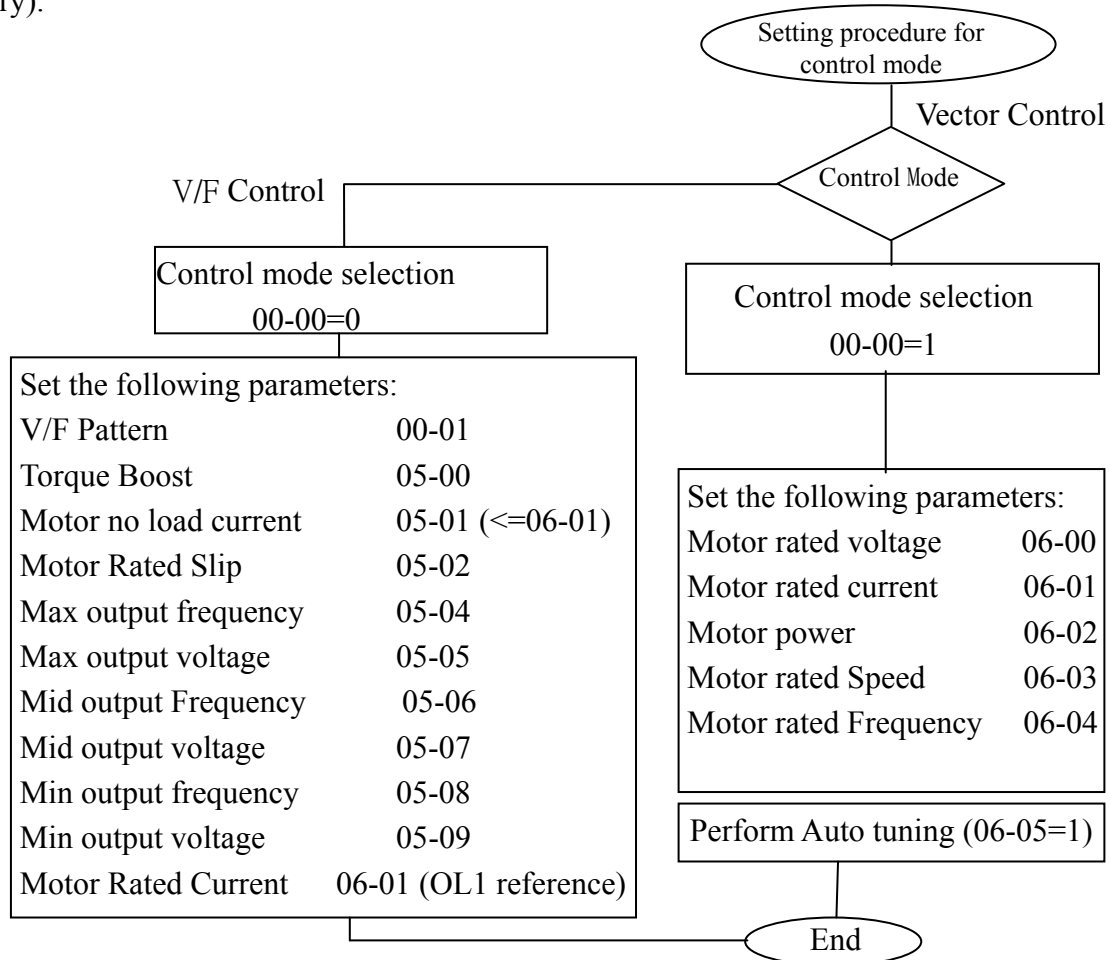 ry).
Setting procedure for
control mode
Vector Control
Control Mode
V/F Control
Control mode selection
00-00=0
Control mode selection
00-00=1
Set the following parameters:
V/F Pattern 00-01
Torque Boost 05-00
Motor no load current 05-01 (<=06-01)
Motor Rated Slip 05-02
Max output frequency 05-04
Max output voltage 05-05
Mid output Frequency 05-06
Mid output voltage 05-07
Min output frequency 05-08
Min output voltage 05-09
Motor Rated Current 06-01 (OL1 reference)
Set the following parameters:
Motor rated voltage 06-00
Motor rated current 06-01
Motor power 06-02
Motor rated Speed 06-03
Motor rated Frequency 06-04
Perform Auto tuning (06-05=1)
End